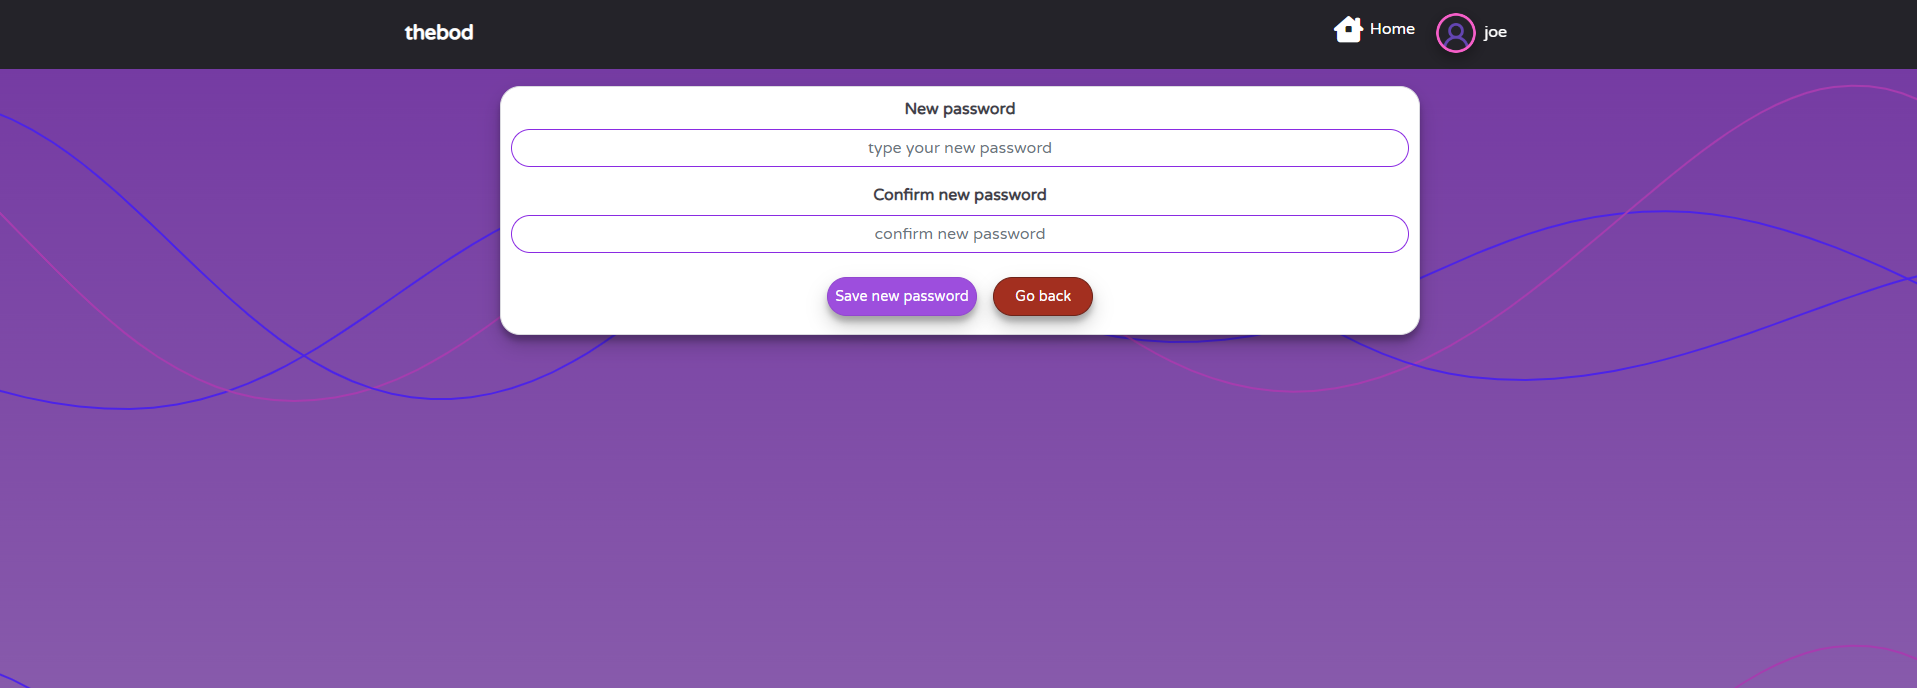 thebod
Home
joe
New password
type your new password
Confirm new password
confirm new password
Save new password
Go back